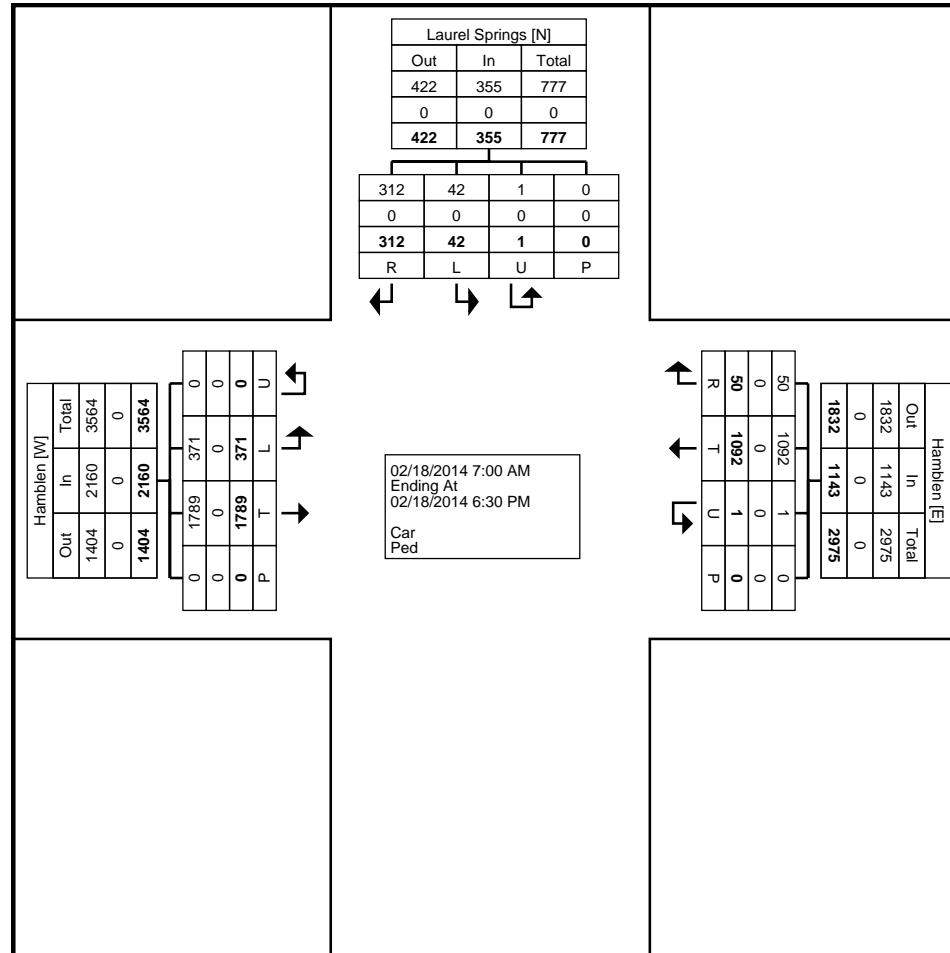 Laurel Springs [N]
Out In Total
422 355 777
0 0 0
422 355 777
312 42 1 0
0 0 0 0
312 42 1 0
R L U P
Hamblen [W]
Total In Out
3564 2160 1404
0 0 0
3564 2160 1404
0 371 1789 0
0 0 0 0
0 371 1789 0
U L T P
02/18/2014 7:00 AM
Ending At
02/18/2014 6:30 PM
Car
Ped
Hamblen [E]
Out In Total
1832 1143 2975
0 0 0
1832 1143 2975
50 1092 1 0
0 0 0 0
50 1092 1 0
R T U P